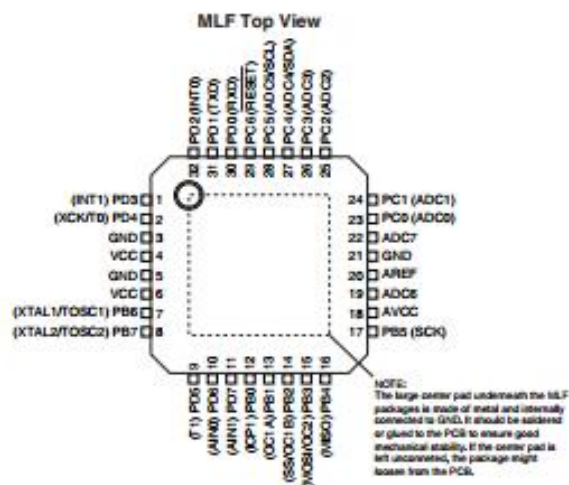 MLF Top View
PD2 (INT0)
PD1 (TXD)
PD0 (RXD)
PC6 (RESET)
PC5 (ADC5/SCL)
PC4 (ADC4/SDA)
PC3 (ADC3)
PC2 (ADC2)
32
31
30
29
28
27
26
25
(INT1) PD3 1
(XCK/T0) PD4 2
GND 3
VCC 4
GND 5
VCC 6
(XTAL1/TOSC1) PB6 7
(XTAL2/TOSC2) PB7 8
24 PC1 (ADC1)
23 PC0 (ADC0)
22 ADC7
21 GND
20 AREF
19 ADC6
18 AVCC
17 PB5 (SCK)
9
10
11
12
13
14
15
16
(T1) PD5
(AIN0) PD6
(AIN1) PD7
(ICP1) PB0
(OC1A) PB1
(SS/OC1B) PB2
(MOSI/OC2) PB3
(MISO) PB4
NOTE:
The large center pad underneath the MLF
packages is made of metal and internally
connected to GND. It should be soldered
or glued to the PCB to ensure good
mechanical stability. If the center pad is
left unconneted, the package might
loosen from the PCB.